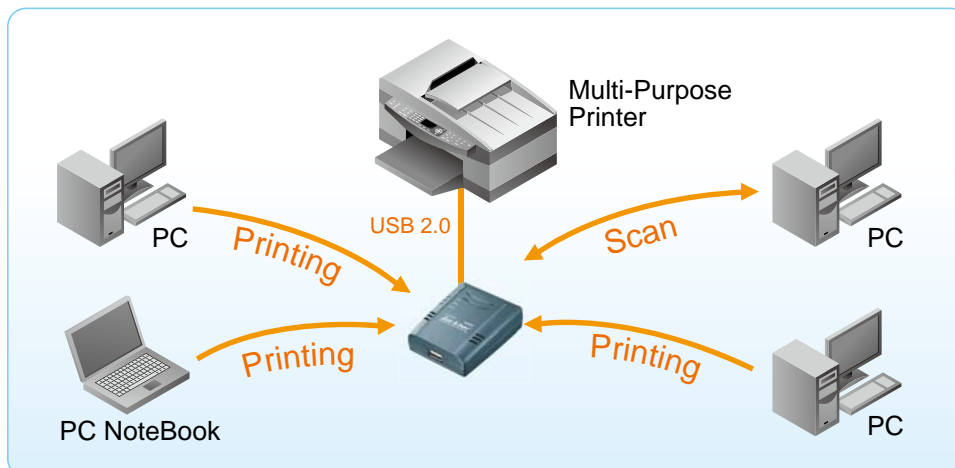 Multi-Purpose
Printer
PC
Printing
USB 2.0
Scan
PC
Printing
PC NoteBook
Printing
PC